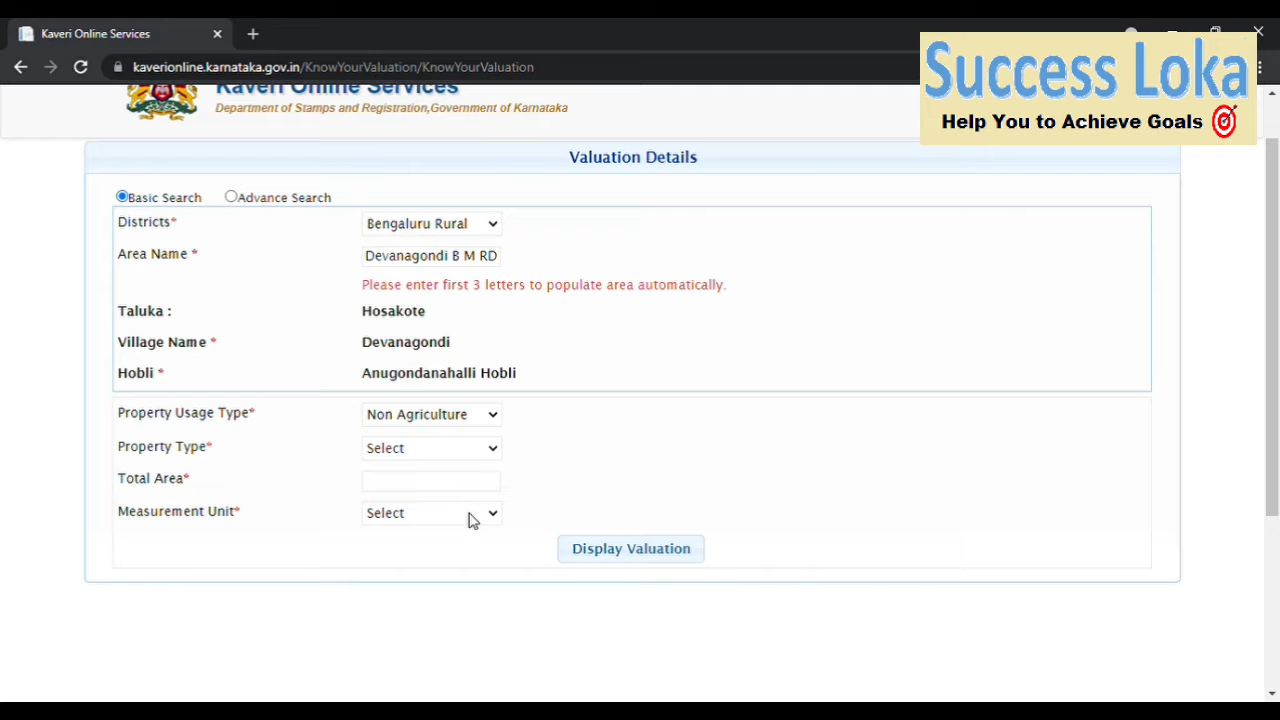 Kaveri Online Services
kaverionline.karnataka.gov.in/KnowYourValuation/KnowYourValuation
Success Loka
Help You to Achieve Goals
Kaveri Online Services
Department of Stamps and Registration,Government of Karnataka
Valuation Details
Basic Search Advance Search
Districts* Bengaluru Rural
Area Name * Devanagondi B M RD
Please enter first 3 letters to populate area automatically.
Taluka : Hosakote
Village Name * Devanagondi
Hobli * Anugondanahalli Hobli
Property Usage Type* Non Agriculture
Property Type* Select
Total Area*
Measurement Unit* Select
Display Valuation